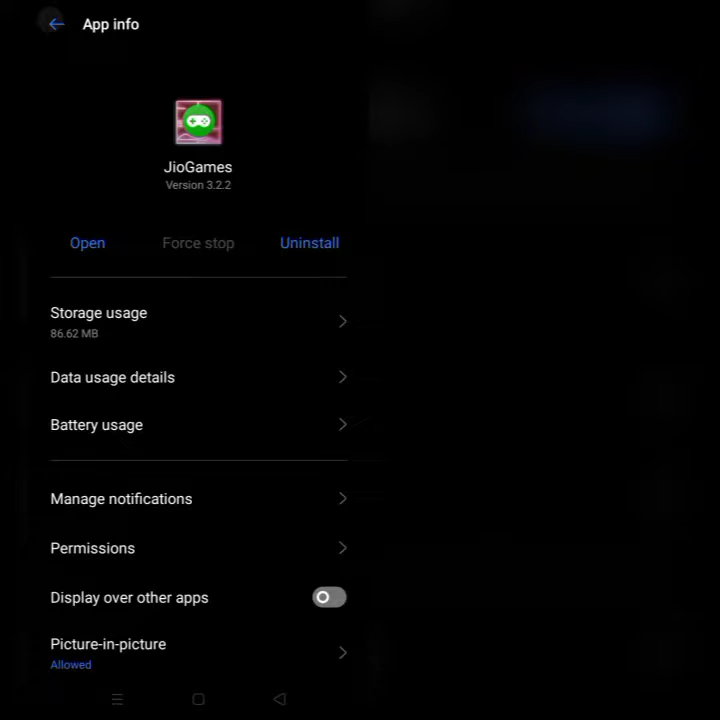 App info
JioGames
Version 3.2.2
Open
Force stop
Uninstall
Storage usage
86.62 MB
Data usage details
Battery usage
Manage notifications
Permissions
Display over other apps
Picture-in-picture
Allowed